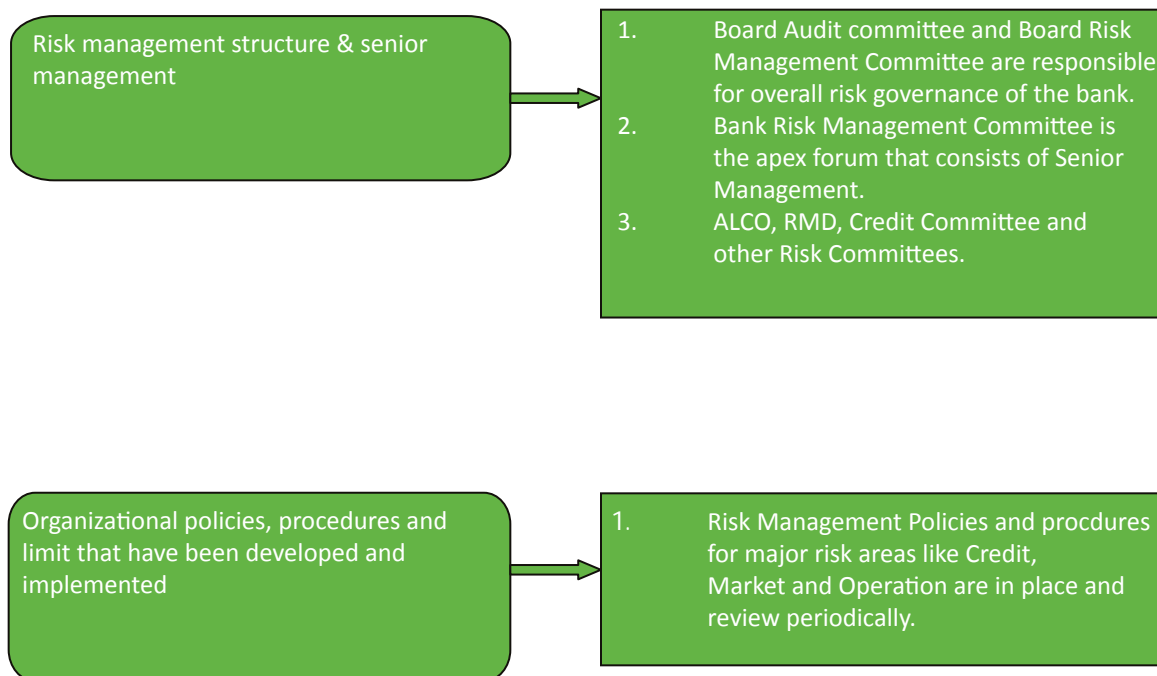 Risk management structure & senior
management
1. Board Audit committee and Board Risk
Management Committee are responsible
for overall risk governance of the bank.
2. Bank Risk Management Committee is
the apex forum that consists of Senior
Management.
3. ALCO, RMD, Credit Committee and
other Risk Committees.
Organizational policies, procedures and
limit that have been developed and
implemented
1. Risk Management Policies and procdures
for major risk areas like Credit,
Market and Operation are in place and
review periodically.